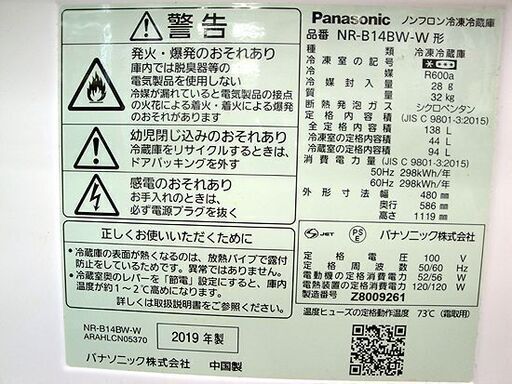 警告
発火・爆発のおそれあり
庫内では脱臭器等の
電気製品を使用しない
冷媒が漏れていると電気製品の接点
の火花による着火・着火による爆発
のおそれがあります
幼児閉じ込みのおそれあり
冷蔵庫をリサイクルするときは、
ドアパッキングを外す
感電のおそれあり
お手入れのときは、
必ず電源プラグを抜く
正しくお使いいただくために
・冷蔵庫の表面が熱くなるのは、放熱パイプで露付
防止をしているためです。異常ではありません。
・冷蔵室奥のレバーを「節電」設定にすると、庫内
温度が約1～2℃高めになります。
詳しくは取扱説明書をご参照ください。
NR-B14BW-W
ARAHLCN05370
2019年製
パナソニック株式会社 中国製
Panasonic ノンフロン冷凍冷蔵庫
品番 NR-B14BW-W 形
種類 冷凍冷蔵庫
冷凍室の記号
冷媒 R600a
冷媒封入量 28 g
質量 32 kg
断熱発泡ガス シクロペンタン
定格内容積 (JIS C 9801-3:2015)
全定格内容積 138 L
冷凍室の定格内容積 44 L
冷蔵室の定格内容積 94 L
消費電力量 (JIS C 9801-3:2015)
50Hz 298kWh/年
60Hz 298kWh/年
外形寸法 幅 480 mm
奥行 586 mm
高さ 1119 mm
JET PSE パナソニック株式会社
定格電圧 100 V
定格周波数 50/60 Hz
電動機の定格消費電力 52/56 W
電熱装置の定格消費電力 120/120 W
製造番号 Z8009261
温度ヒューズの定格動作温度 73℃ (霜取用)